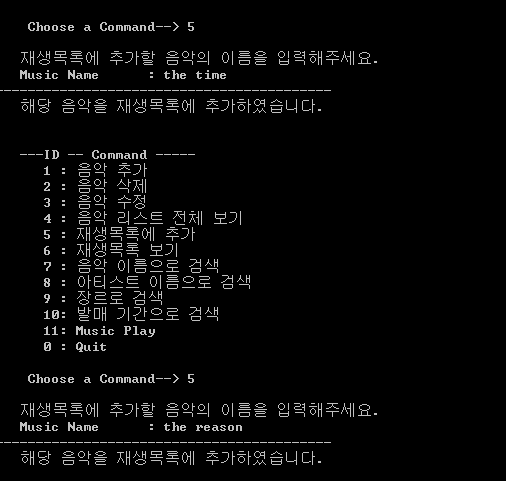 Choose a Command--> 5
재생목록에 추가할 음악의 이름을 입력해주세요.
Music Name      : the time
-----------------------------------------
해당 음악을 재생목록에 추가하였습니다.
---ID -- Command -----
1 : 음악 추가
2 : 음악 삭제
3 : 음악 수정
4 : 음악 리스트 전체 보기
5 : 재생목록에 추가
6 : 재생목록 보기
7 : 음악 이름으로 검색
8 : 아티스트 이름으로 검색
9 : 장르로 검색
10: 발매 기간으로 검색
11: Music Play
0 : Quit
Choose a Command--> 5
재생목록에 추가할 음악의 이름을 입력해주세요.
Music Name      : the reason
-----------------------------------------
해당 음악을 재생목록에 추가하였습니다.